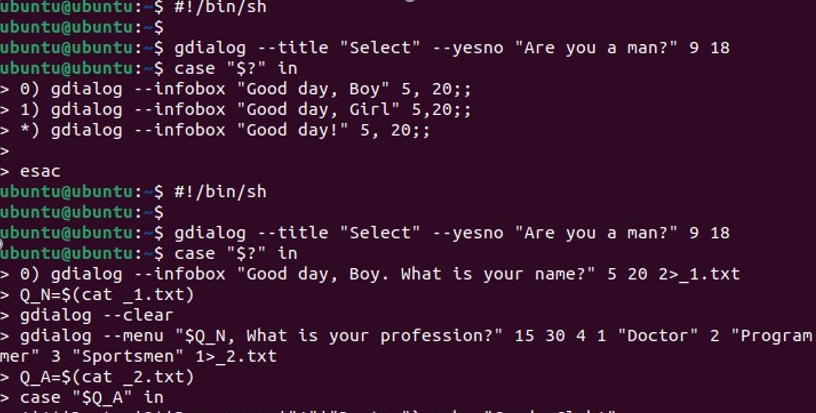 ubuntu@ubuntu:~$ #!/bin/sh
ubuntu@ubuntu:~$
ubuntu@ubuntu:~$ gdialog --title "Select" --yesno "Are you a man?" 9 18
ubuntu@ubuntu:~$ case "$?" in
> 0) gdialog --infobox "Good day, Boy" 5, 20;;
> 1) gdialog --infobox "Good day, Girl" 5,20;;
> *) gdialog --infobox "Good day!" 5, 20;;
>
> esac
ubuntu@ubuntu:~$ #!/bin/sh
ubuntu@ubuntu:~$
ubuntu@ubuntu:~$ gdialog --title "Select" --yesno "Are you a man?" 9 18
ubuntu@ubuntu:~$ case "$?" in
> 0) gdialog --infobox "Good day, Boy. What is your name?" 5 20 2>_1.txt
> Q_N=$(cat _1.txt)
> gdialog --clear
> gdialog --menu "$Q_N, What is your profession?" 15 30 4 1 "Doctor" 2 "Program
mer" 3 "Sportsmen" 1>_2.txt
> Q_A=$(cat _2.txt)
> case "$Q_A" in